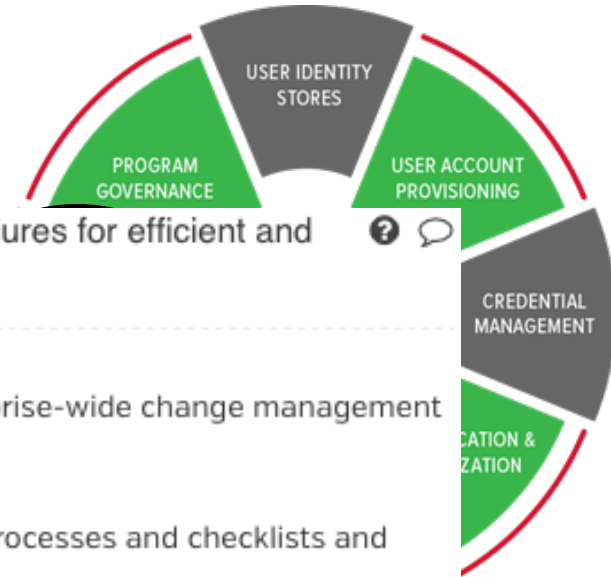 USER IDENTITY
STORES
PROGRAM
GOVERNANCE
USER ACCOUNT
PROVISIONING
ures for efficient and
?
CREDENTIAL
MANAGEMENT
rise-wide change management
CATION &
ZATION
rocesses and checklists and